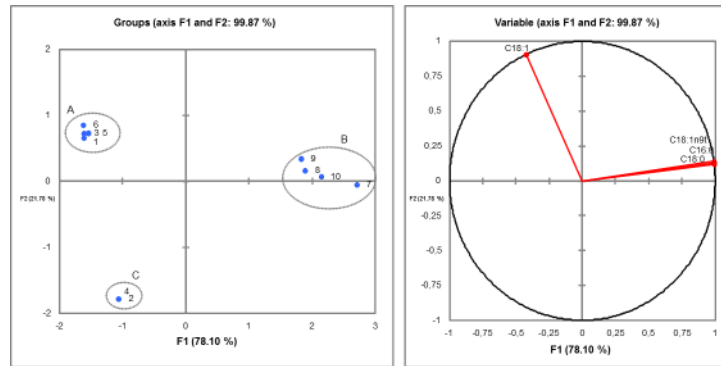 Groups (axis F1 and F2: 99.87 %)
2
A
6
1
3 5
1
B
9
8
10
7
0
F2 (21.76 %)
-1
C
4
2
-2
-2 -1 0 1 2 3
F1 (78.10 %)
Variable (axis F1 and F2: 99.87 %)
1
C18:1
0,75
0,5
0,25
C18:1n9t
C16:0
C18:0
0
F2 (21.76 %)
-0,25
-0,5
-0,75
-1
-1 -0,75 -0,5 -0,25 0 0,25 0,5 0,75 1
F1 (78.10 %)